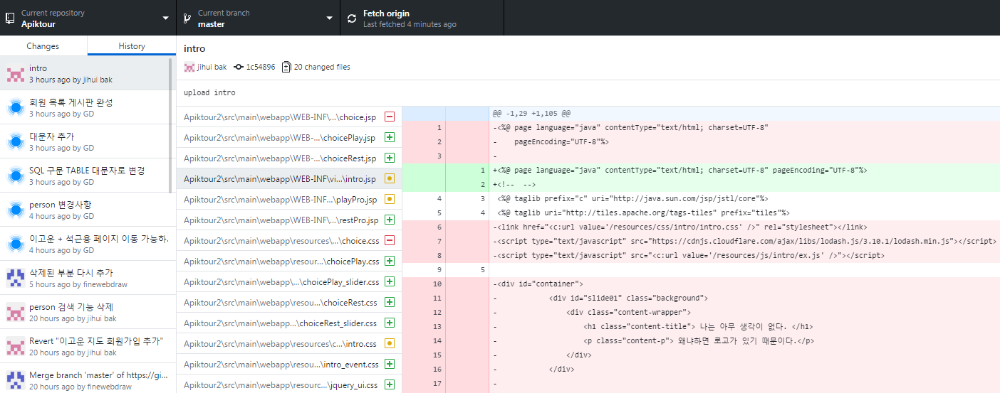 Current repository
Apiktour
Current branch
master
Fetch origin
Last fetched 4 minutes ago
Changes
History
intro
3 hours ago by jihui bak
회원 목록 게시판 완성
3 hours ago by GD
대문자 추가
3 hours ago by GD
SQL 구문 TABLE 대문자로 변경
3 hours ago by GD
person 변경사항
4 hours ago by GD
이고운 + 석근용 페이지 이동 가능하.
4 hours ago by GD
삭제된 부분 다시 추가
5 hours ago by finewebdraw
person 검색 기능 삭제
20 hours ago by jihui bak
Revert "이고운 지도 회원가입 추가"
20 hours ago by jihui bak
Merge branch 'master' of https://gi...
20 hours ago by finewebdraw
intro
jihui bak 1c54896 20 changed files
upload intro
Apiktour2\src\main\webapp\WEB-INF\...\choice.jsp
Apiktour2\src\main\webapp\WEB-...\choicePlay.jsp
Apiktour2\src\main\webapp\WEB-...\choiceRest.jsp
Apiktour2\src\main\webapp\WEB-INF\vi...\intro.jsp
Apiktour2\src\main\webapp\WEB-INF...\playPro.jsp
Apiktour2\src\main\webapp\WEB-INF\...\restPro.jsp
Apiktour2\src\main\webapp\resources\...\choice.css
Apiktour2\src\main\webapp\resour...\choicePlay.css
Apiktour2\src\main\webapp\...\choicePlay_slider.css
Apiktour2\src\main\webapp\resou...\choiceRest.css
Apiktour2\src\main\webapp...\choiceRest_slider.css
Apiktour2\src\main\webapp\resources\c...\intro.css
Apiktour2\src\main\webapp\resou...\intro_event.css
Apiktour2\src\main\webapp\resourc...\jquery_ui.css
@@ -1,29 +1,105 @@
1 -<%@ page language="java" contentType="text/html; charset=UTF-8"
2 -    pageEncoding="UTF-8"%>
3 -
1 +<%@ page language="java" contentType="text/html; charset=UTF-8" pageEncoding="UTF-8"%>
2 +<!--  -->
4 3 <%@ taglib prefix="c" uri="http://java.sun.com/jsp/jstl/core"%>
5 4 <%@ taglib uri="http://tiles.apache.org/tags-tiles" prefix="tiles"%>
6 -<link href="<c:url value='/resources/css/intro/intro.css' />" rel="stylesheet"></link>
7 -<script type="text/javascript" src="https://cdnjs.cloudflare.com/ajax/libs/lodash.js/3.10.1/lodash.min.js"></script>
8 -<script type="text/javascript" src="<c:url value='/resources/js/intro/ex.js' />"></script>
9 5
10 -<div id="container">
11 -            <div id="slide01" class="background">
12 -                <div class="content-wrapper">
13 -                    <h1 class="content-title"> 나는 아무 생각이 없다. </h1>
14 -                    <p class="content-p"> 왜냐하면 로고가 있기 때문이다.</p>
15 -                </div>
16 -            </div>
17 -